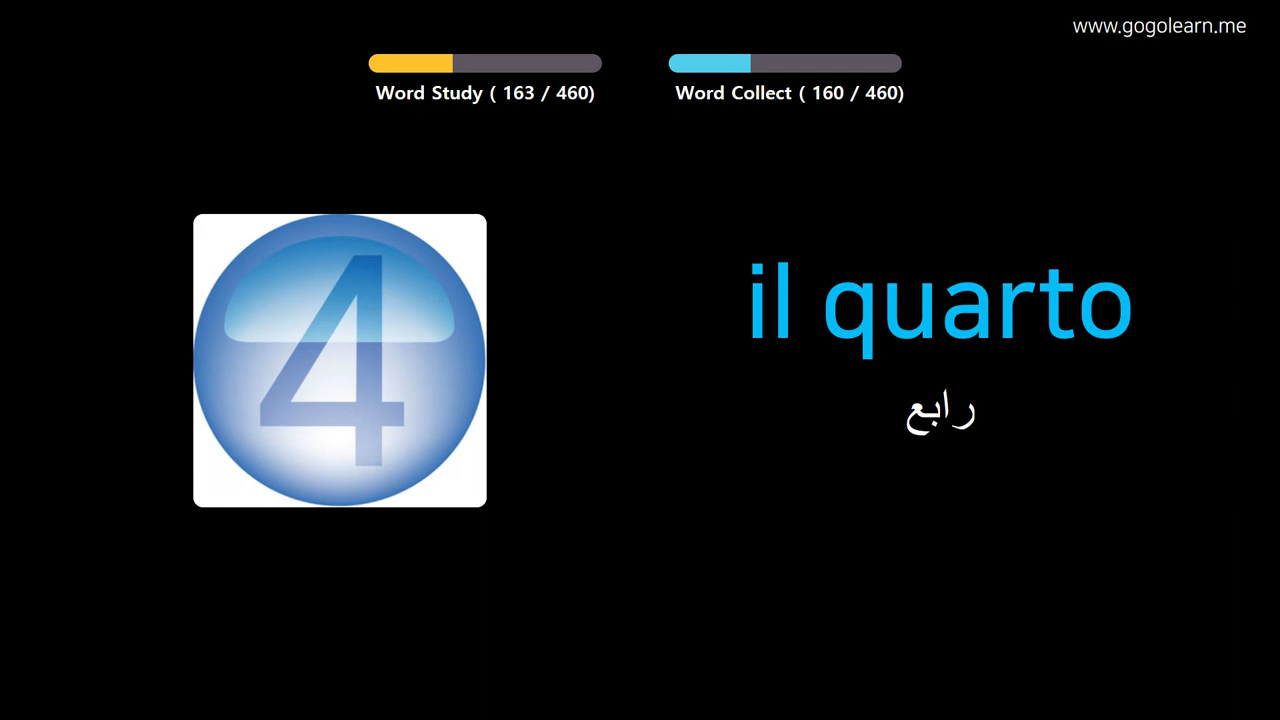 www.gogolearn.me
Word Study ( 163 / 460)
Word Collect ( 160 / 460)
4
il quarto
رابع